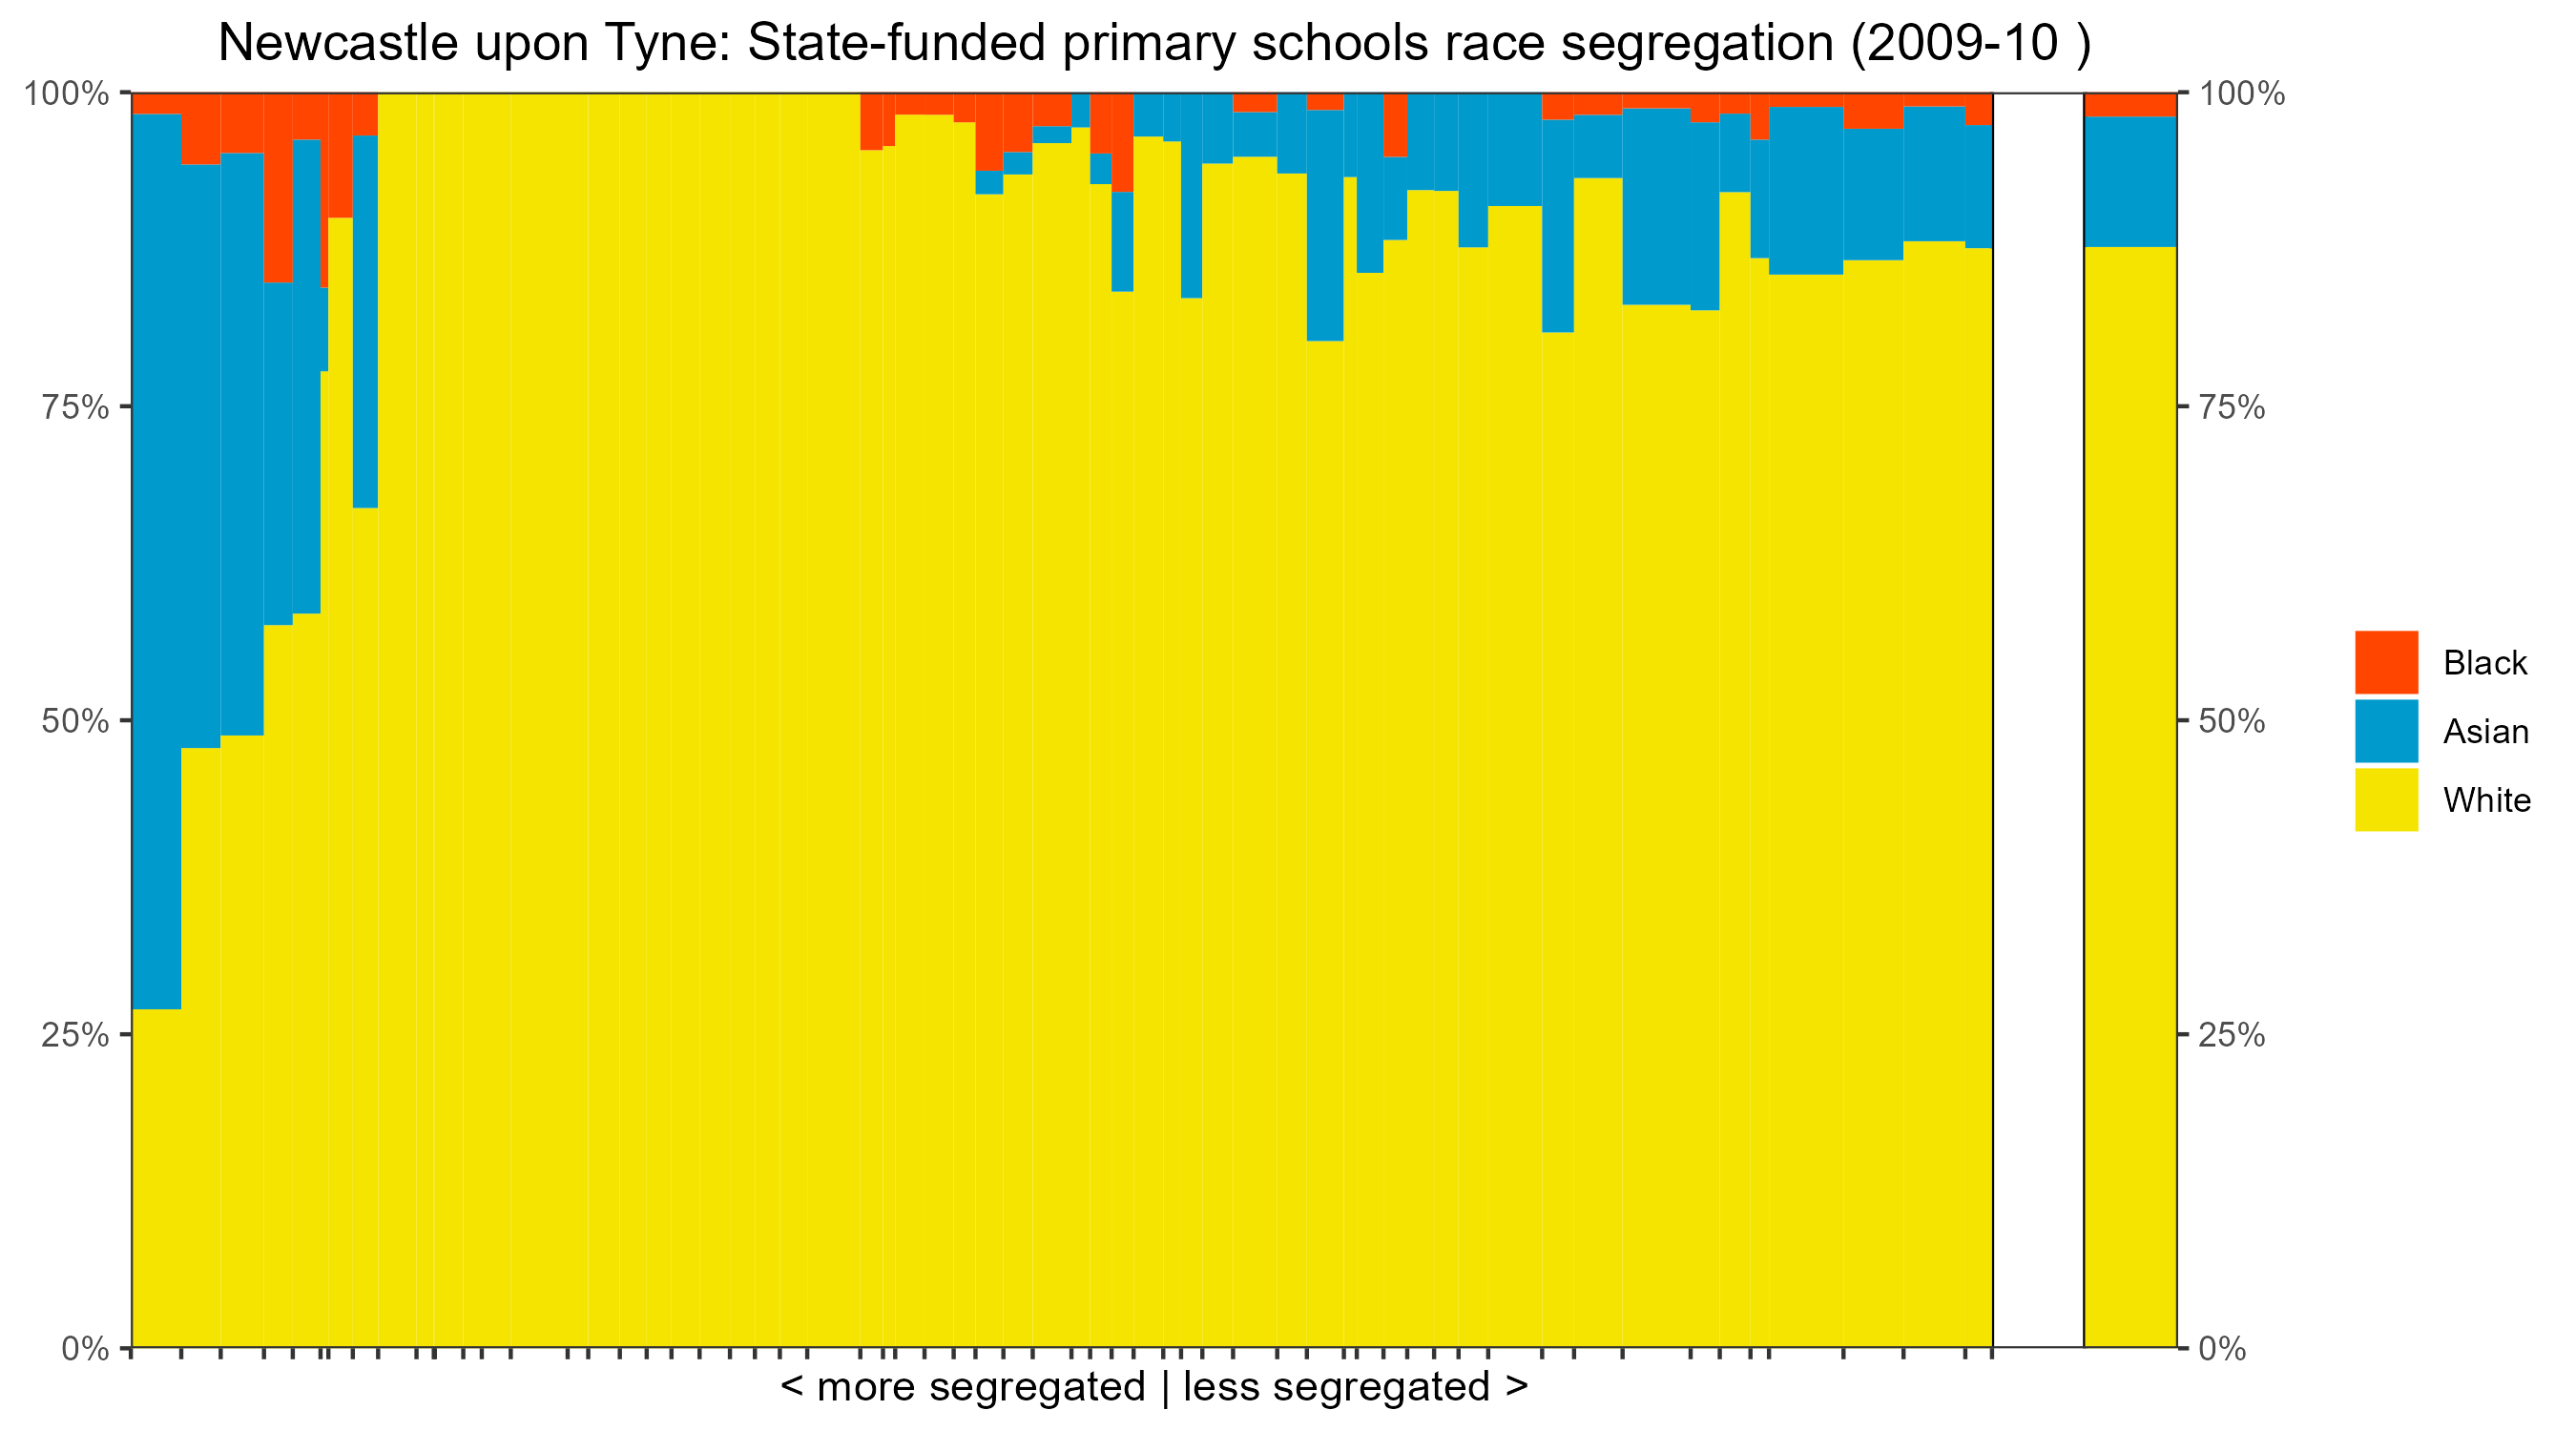 Newcastle upon Tyne: State-funded primary schools race segregation (2009-10 )
100%
75%
50%
25%
0%
100%
75%
50%
25%
0%
< more segregated | less segregated >
Black
Asian
White